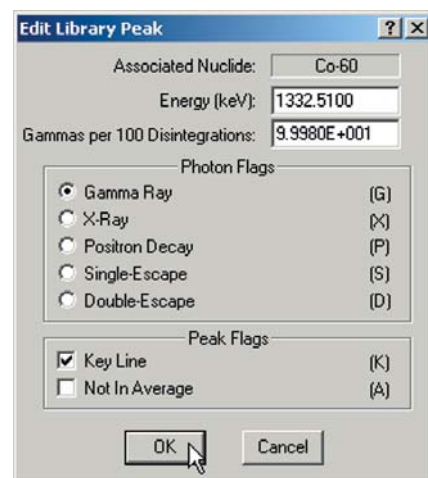 Edit Library Peak ? ×
Associated Nuclide: Co-60
Energy (keV): 1332.5100
Gammas per 100 Disintegrations: 9.9980E+001
Photon Flags
Gamma Ray (G)
X-Ray (X)
Positron Decay (P)
Single-Escape (S)
Double-Escape (D)
Peak Flags
Key Line (K)
Not In Average (A)
OK Cancel